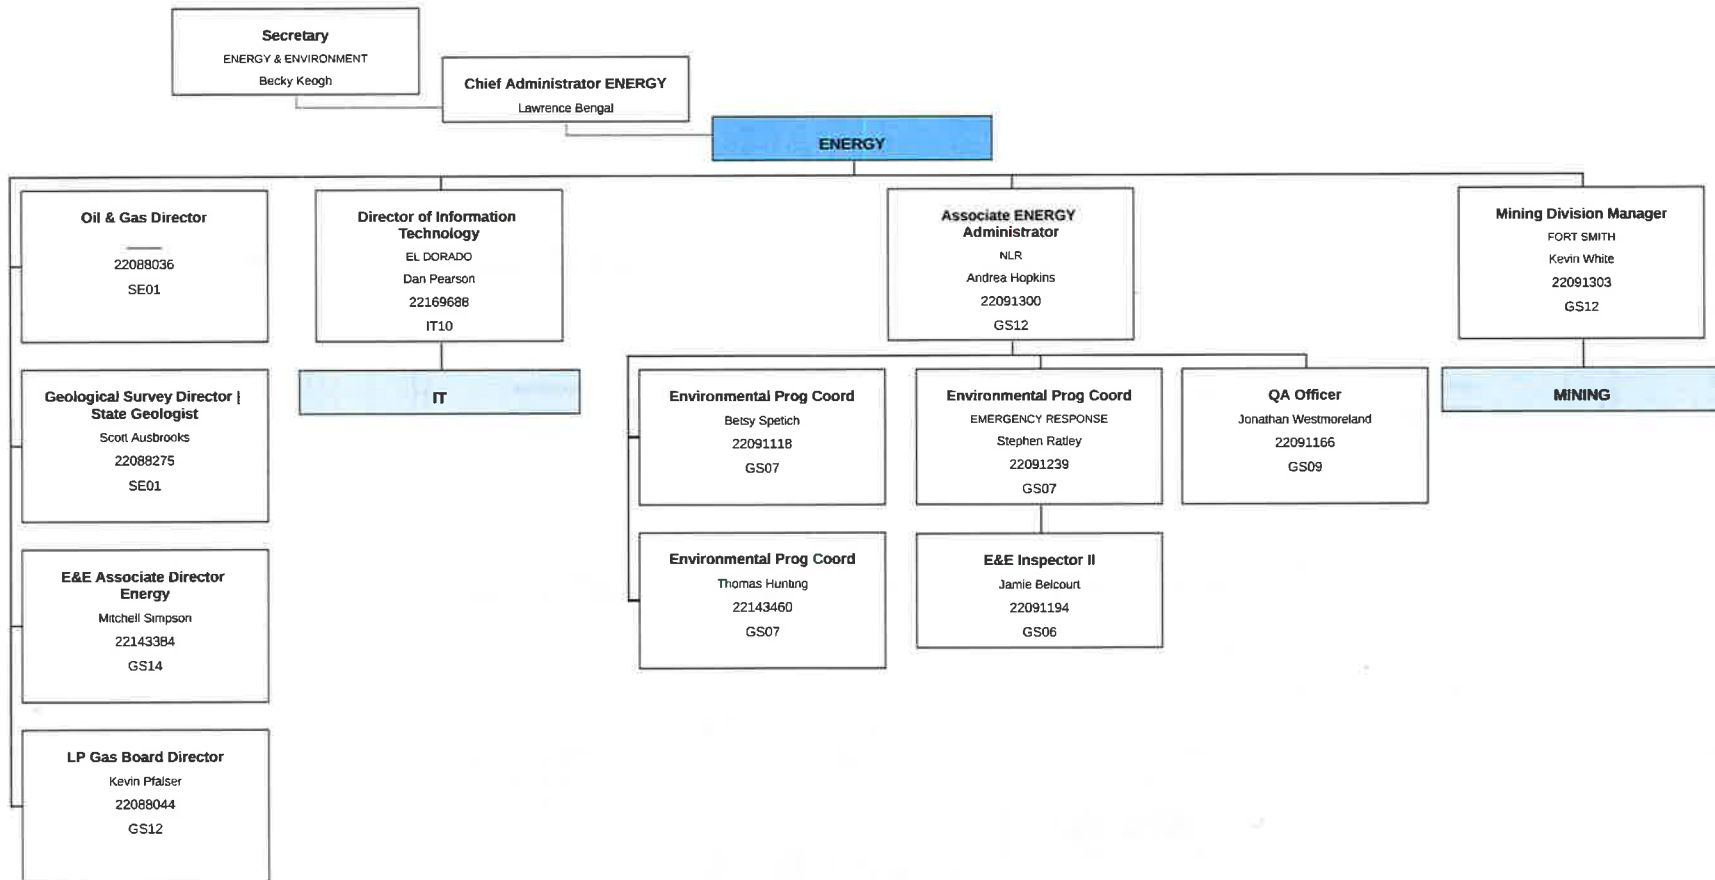 Secretary
ENERGY & ENVIRONMENT
Becky Keogh
Chief Administrator ENERGY
Lawrence Bengal
ENERGY
Oil & Gas Director
22088036
SE01
Director of Information
Technology
EL DORADO
Dan Pearson
22169688
IT10
Associate ENERGY
Administrator
NLR
Andrea Hopkins
22091300
GS12
Mining Division Manager
FORT SMITH
Kevin White
22091303
GS12
Geological Survey Director |
State Geologist
Scott Ausbrooks
22088275
SE01
IT
Environmental Prog Coord
Betsy Spetich
22091118
GS07
Environmental Prog Coord
EMERGENCY RESPONSE
Stephen Ratley
22091239
GS07
QA Officer
Jonathan Westmoreland
22091166
GS09
MINING
E&E Associate Director
Energy
Mitchell Simpson
22143384
GS14
Environmental Prog Coord
Thomas Hunting
22143460
GS07
E&E Inspector II
Jamie Belcourt
22091194
GS06
LP Gas Board Director
Kevin Pfalser
22088044
GS12